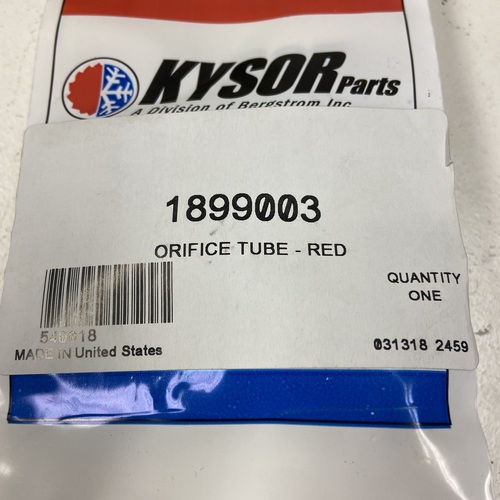 KYSOR Parts
A Division of Bergstrom Inc
1899003
ORIFICE TUBE - RED
QUANTITY
ONE
MADE IN United States
031318 2459